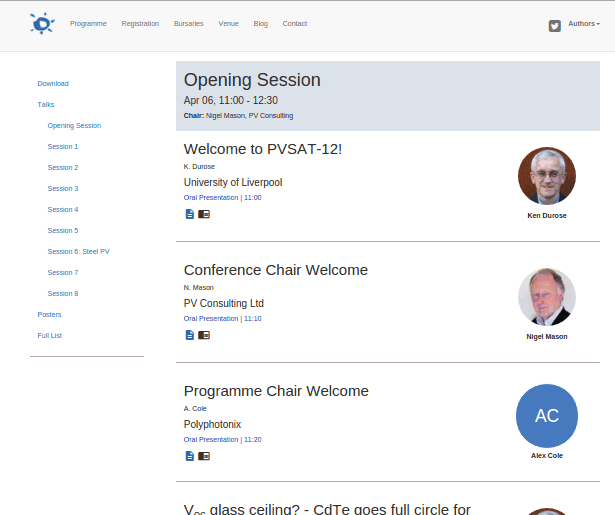 Programme Registration Bursaries Venue Blog Contact Authors
Download
Talks
Opening Session
Session 1
Session 2
Session 3
Session 4
Session 5
Session 6: Steel PV
Session 7
Session 8
Posters
Full List
Opening Session
Apr 06, 11:00 - 12:30
Chair: Nigel Mason, PV Consulting
Welcome to PVSAT-12!
K. Durose
University of Liverpool
Oral Presentation | 11:00
Ken Durose
Conference Chair Welcome
N. Mason
PV Consulting Ltd
Oral Presentation | 11:10
Nigel Mason
Programme Chair Welcome
A. Cole
Polyphotonix
Oral Presentation | 11:20
AC
Alex Cole
Voc glass ceiling? - CdTe goes full circle for